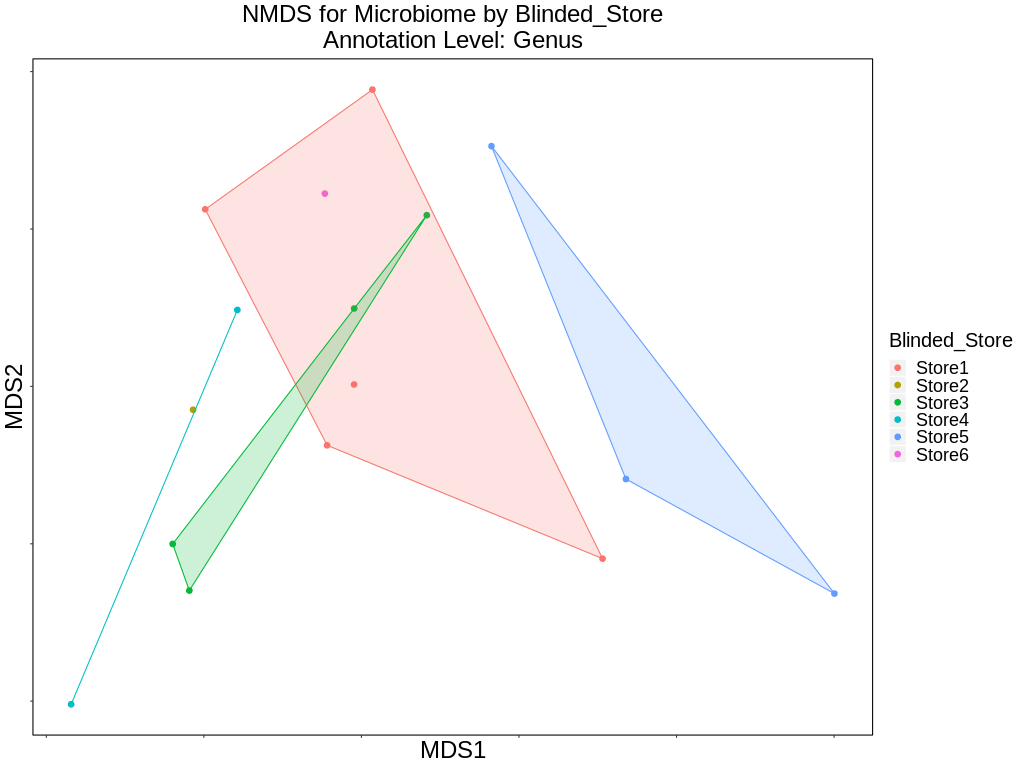 NMDS for Microbiome by Blinded_Store
Annotation Level: Genus
MDS2
MDS1
Blinded_Store
Store1
Store2
Store3
Store4
Store5
Store6